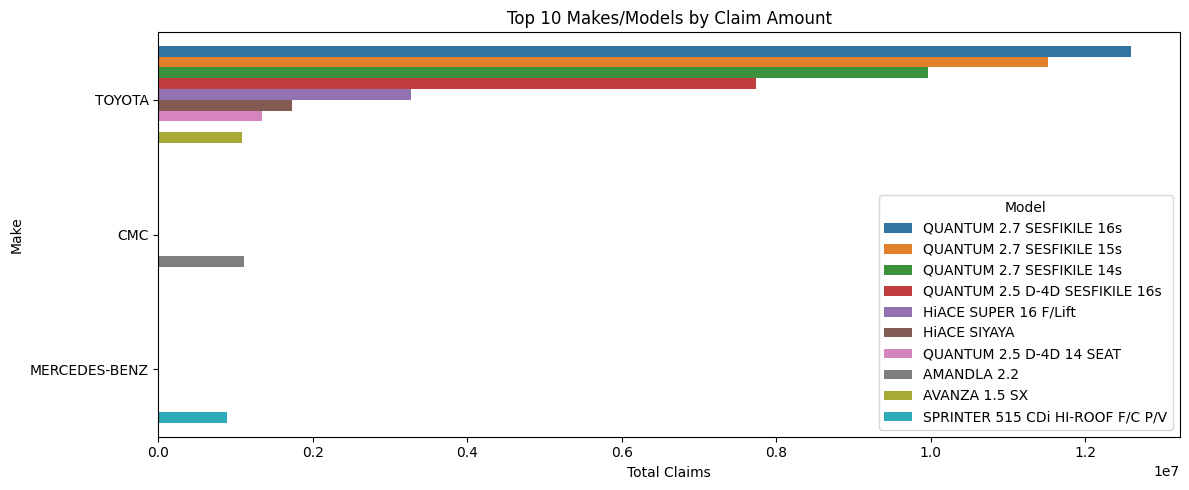 Top 10 Makes/Models by Claim Amount
Make
TOYOTA
CMC
MERCEDES-BENZ
Model
QUANTUM 2.7 SESFIKILE 16s
QUANTUM 2.7 SESFIKILE 15s
QUANTUM 2.7 SESFIKILE 14s
QUANTUM 2.5 D-4D SESFIKILE 16s
HiACE SUPER 16 F/Lift
HiACE SIYAYA
QUANTUM 2.5 D-4D 14 SEAT
AMANDLA 2.2
AVANZA 1.5 SX
SPRINTER 515 CDi HI-ROOF F/C P/V
0.0 0.2 0.4 0.6 0.8 1.0 1.2
1e7
Total Claims